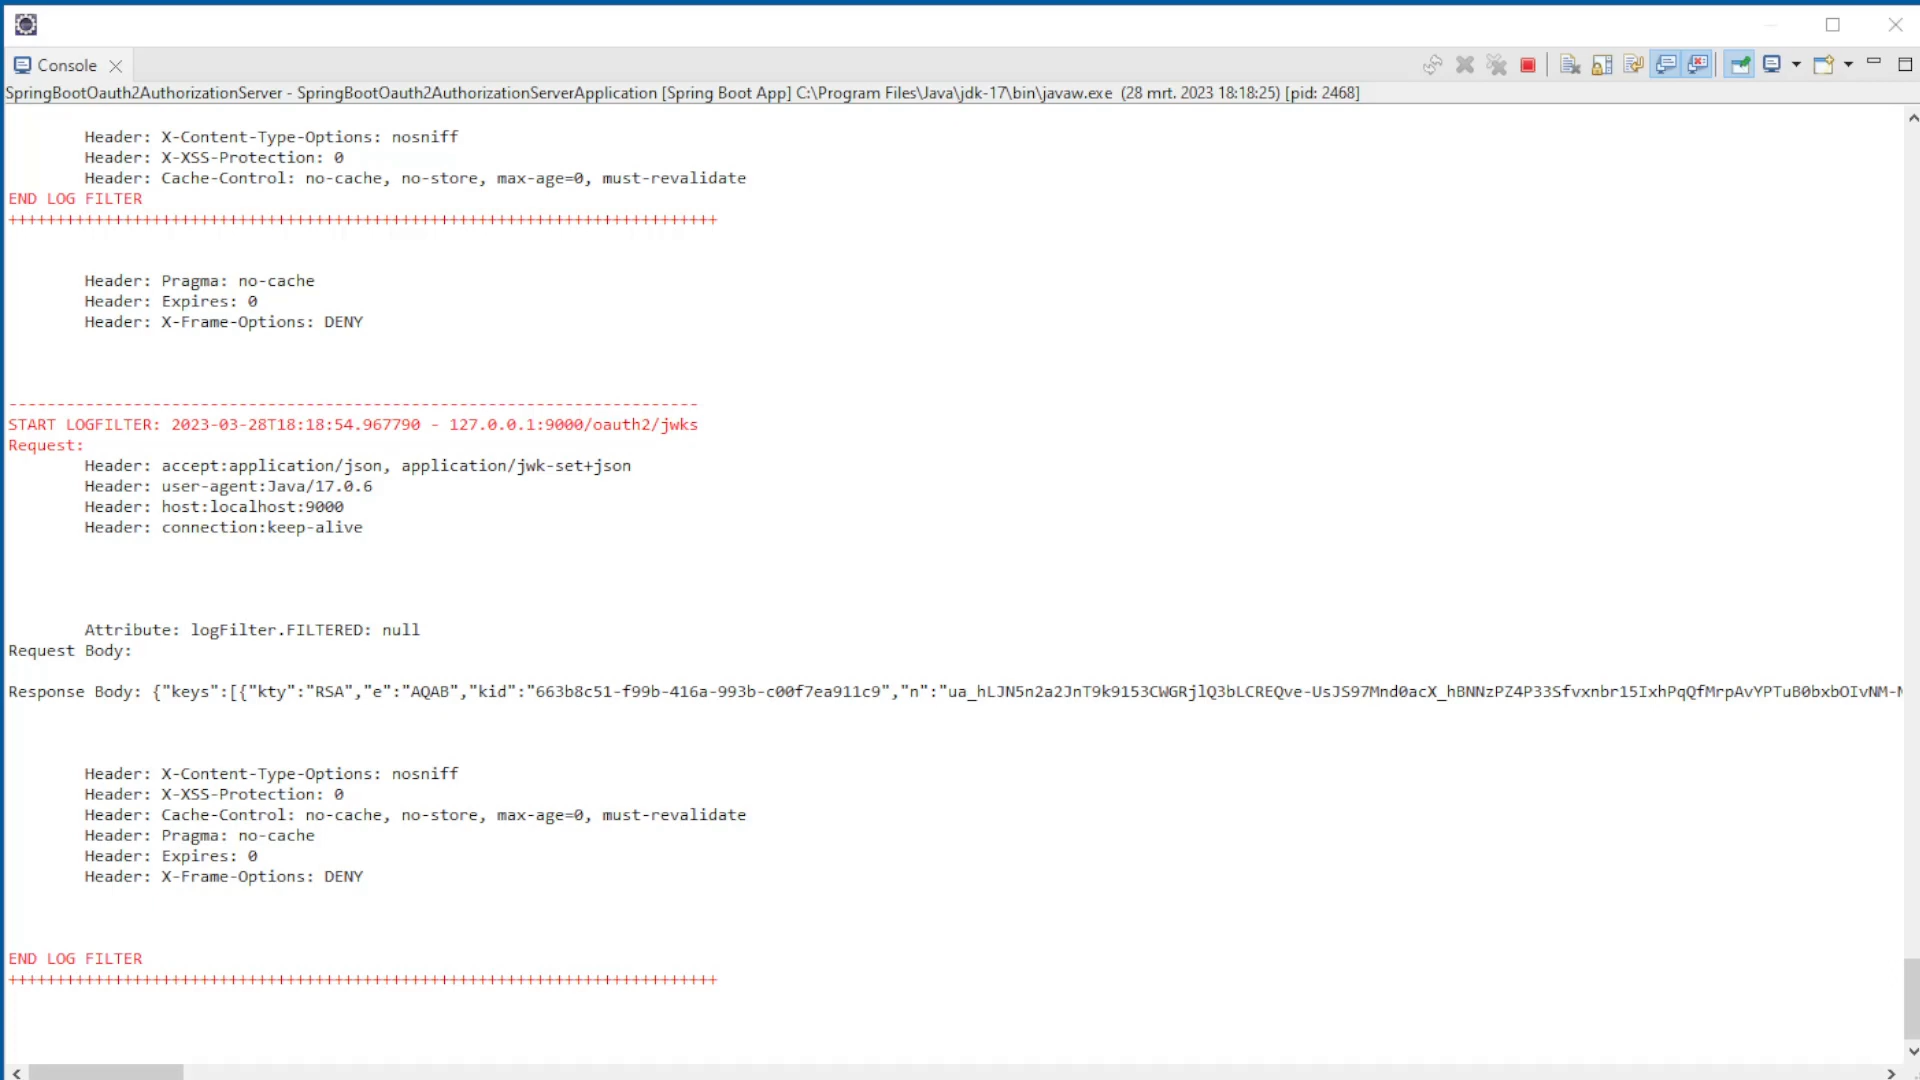 Console
SpringBootOauth2AuthorizationServer - SpringBootOauth2AuthorizationServerApplication [Spring Boot App] C:\Program Files\Java\jdk-17\bin\javaw.exe (28 mrt. 2023 18:18:25) [pid: 2468]
Header: X-Content-Type-Options: nosniff
Header: X-XSS-Protection: 0
Header: Cache-Control: no-cache, no-store, max-age=0, must-revalidate
END LOG FILTER
++++++++++++++++++++++++++++++++++++++++++++++++++++++++++++++++++++++++++
Header: Pragma: no-cache
Header: Expires: 0
Header: X-Frame-Options: DENY
------------------------------------------------------------------------
START LOGFILTER: 2023-03-28T18:18:54.967790 - 127.0.0.1:9000/oauth2/jwks
Request:
Header: accept:application/json, application/jwk-set+json
Header: user-agent:Java/17.0.6
Header: host:localhost:9000
Header: connection:keep-alive
Attribute: logFilter.FILTERED: null
Request Body:
Response Body: {"keys":[{"kty":"RSA","e":"AQAB","kid":"663b8c51-f99b-416a-993b-c00f7ea911c9","n":"ua_hLJN5n2a2JnT9k9153CWGRjlQ3bLCREQve-UsJS97Mnd0acX_hBNNzPZ4P33Sfvxnbr15IxhPqQfMrpAvYPTuB0bxbOIvNM-
Header: X-Content-Type-Options: nosniff
Header: X-XSS-Protection: 0
Header: Cache-Control: no-cache, no-store, max-age=0, must-revalidate
Header: Pragma: no-cache
Header: Expires: 0
Header: X-Frame-Options: DENY
END LOG FILTER
++++++++++++++++++++++++++++++++++++++++++++++++++++++++++++++++++++++++++